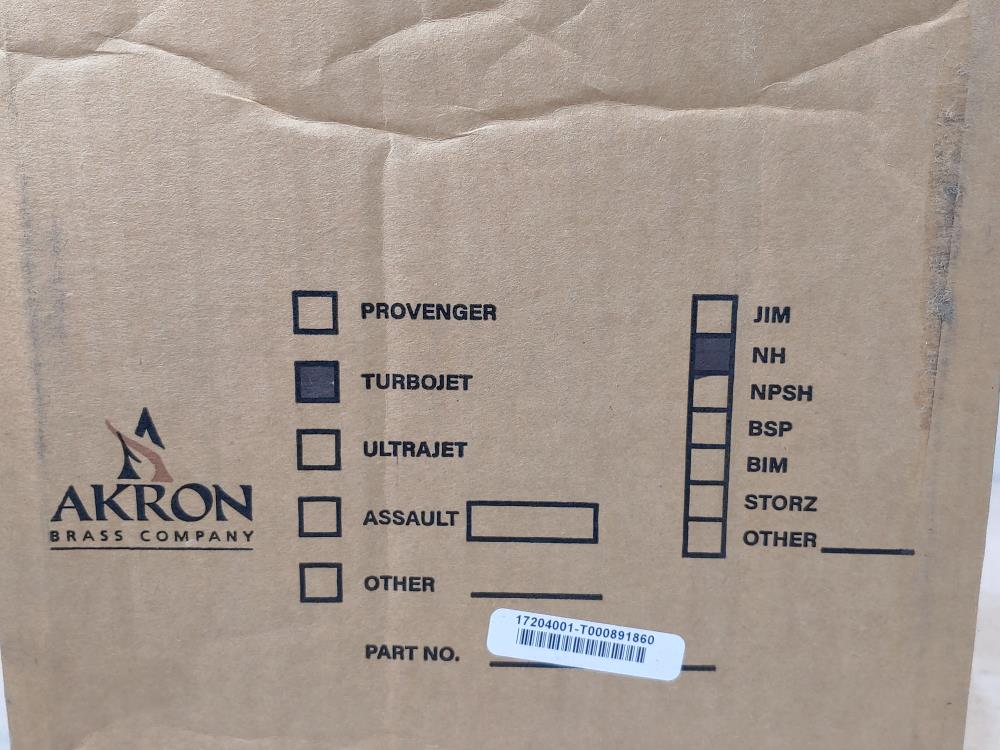 PROVENGER
TURBOJET
ULTRAJET
ASSAULT
OTHER
JIM
NH
NPSH
BSP
BIM
STORZ
OTHER
AKRON
BRASS COMPANY
PART NO.
17204001-T000891860